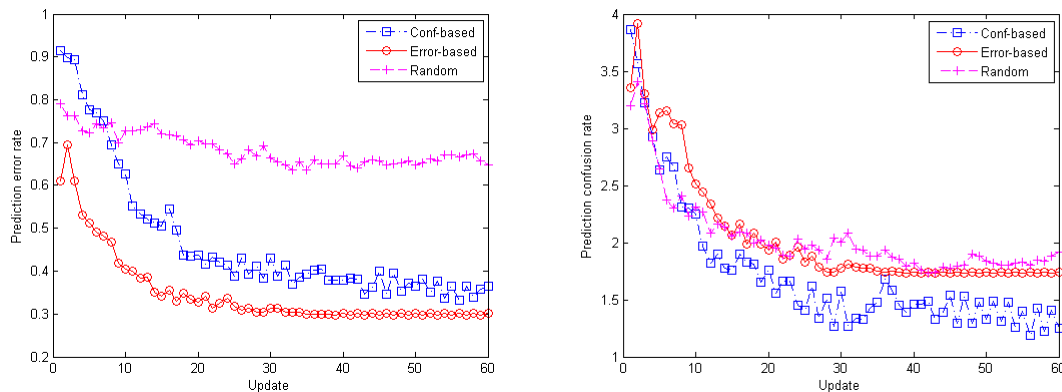 1
0.9
0.8
0.7
0.6
0.5
0.4
0.3
0.2
Prediction error rate
0 10 20 30 40 50 60
Update
Conf-based
Error-based
Random
4
3.5
3
2.5
2
1.5
1
Prediction confusion rate
0 10 20 30 40 50 60
Update
Conf-based
Error-based
Random